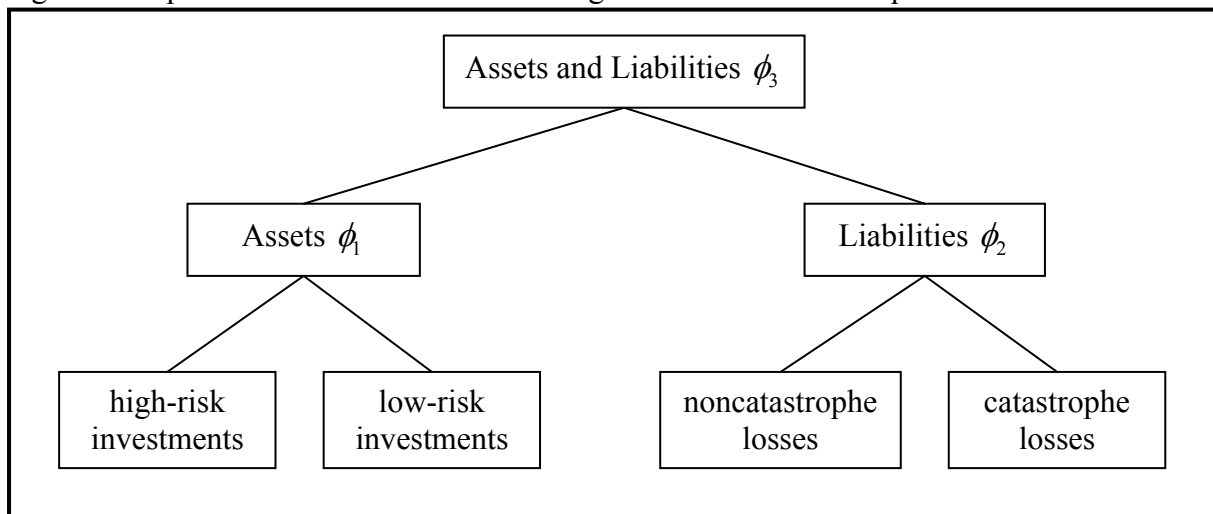 Assets and Liabilities ϕ₃
Assets ϕ₁
Liabilities ϕ₂
high-risk
investments
low-risk
investments
noncatastrophe
losses
catastrophe
losses